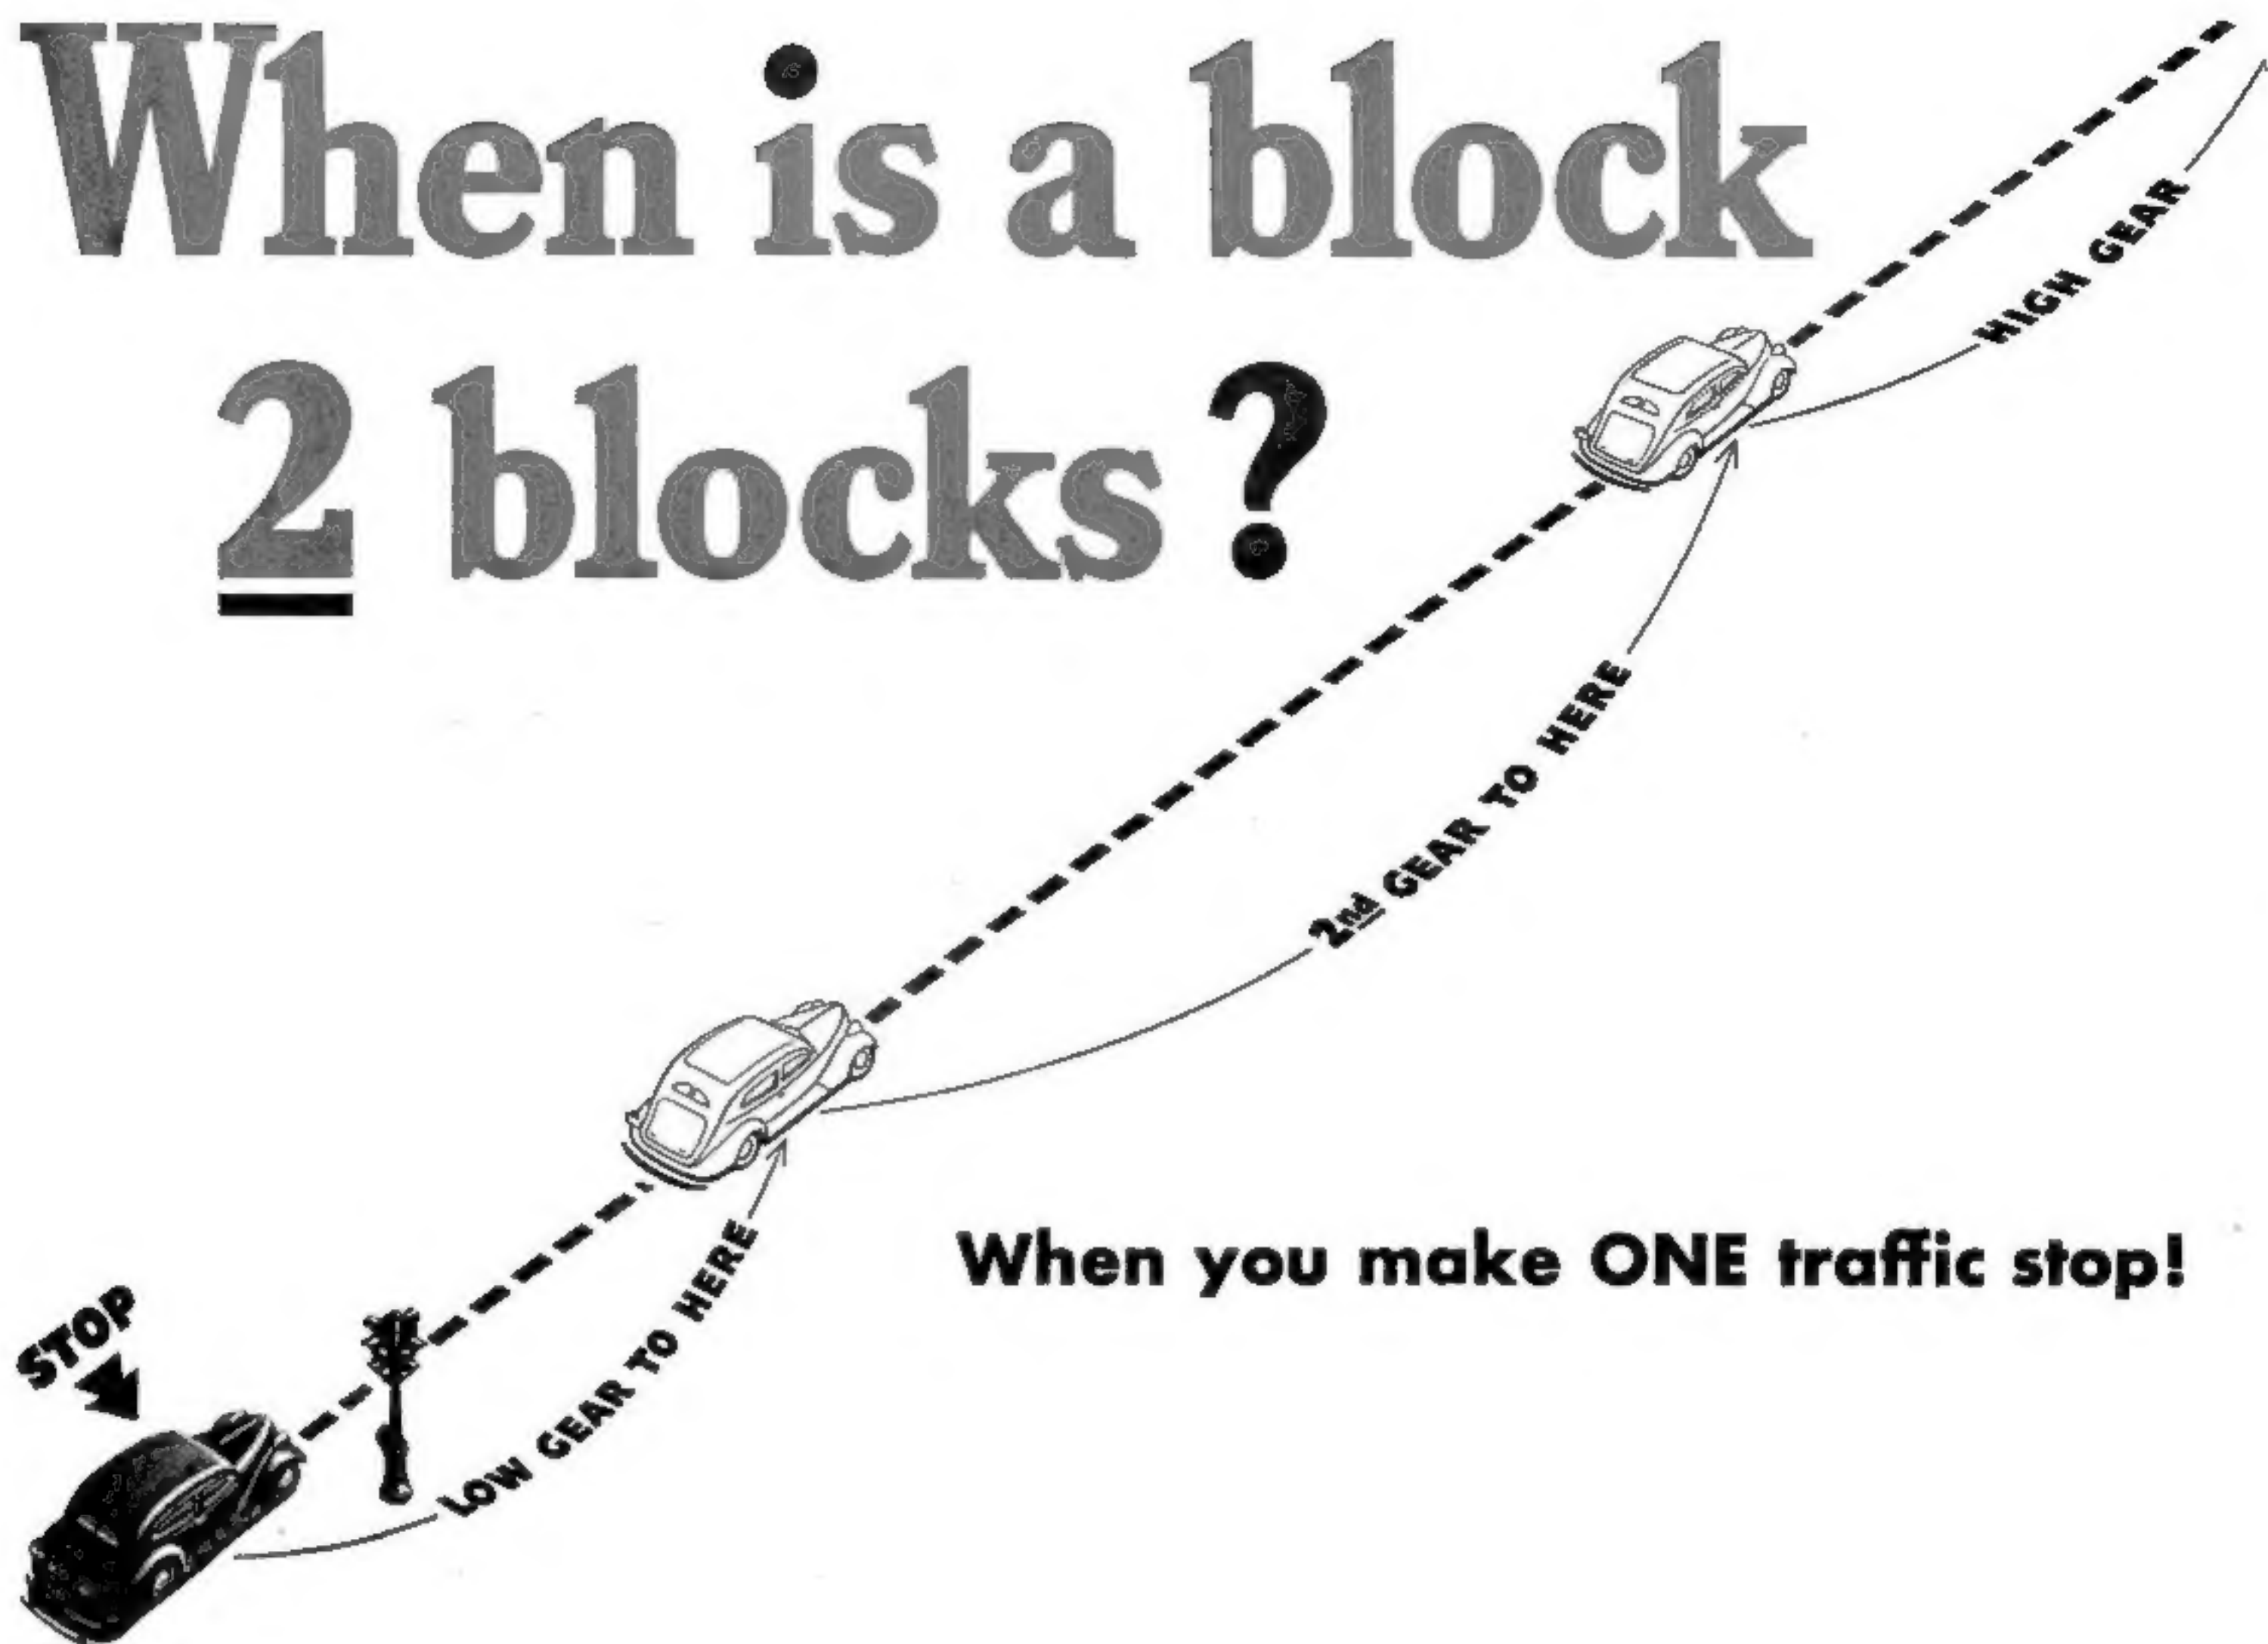 When is a block
2 blocks?
HIGH GEAR
2nd GEAR TO HERE
When you make ONE traffic stop!
LOW GEAR TO HERE
STOP